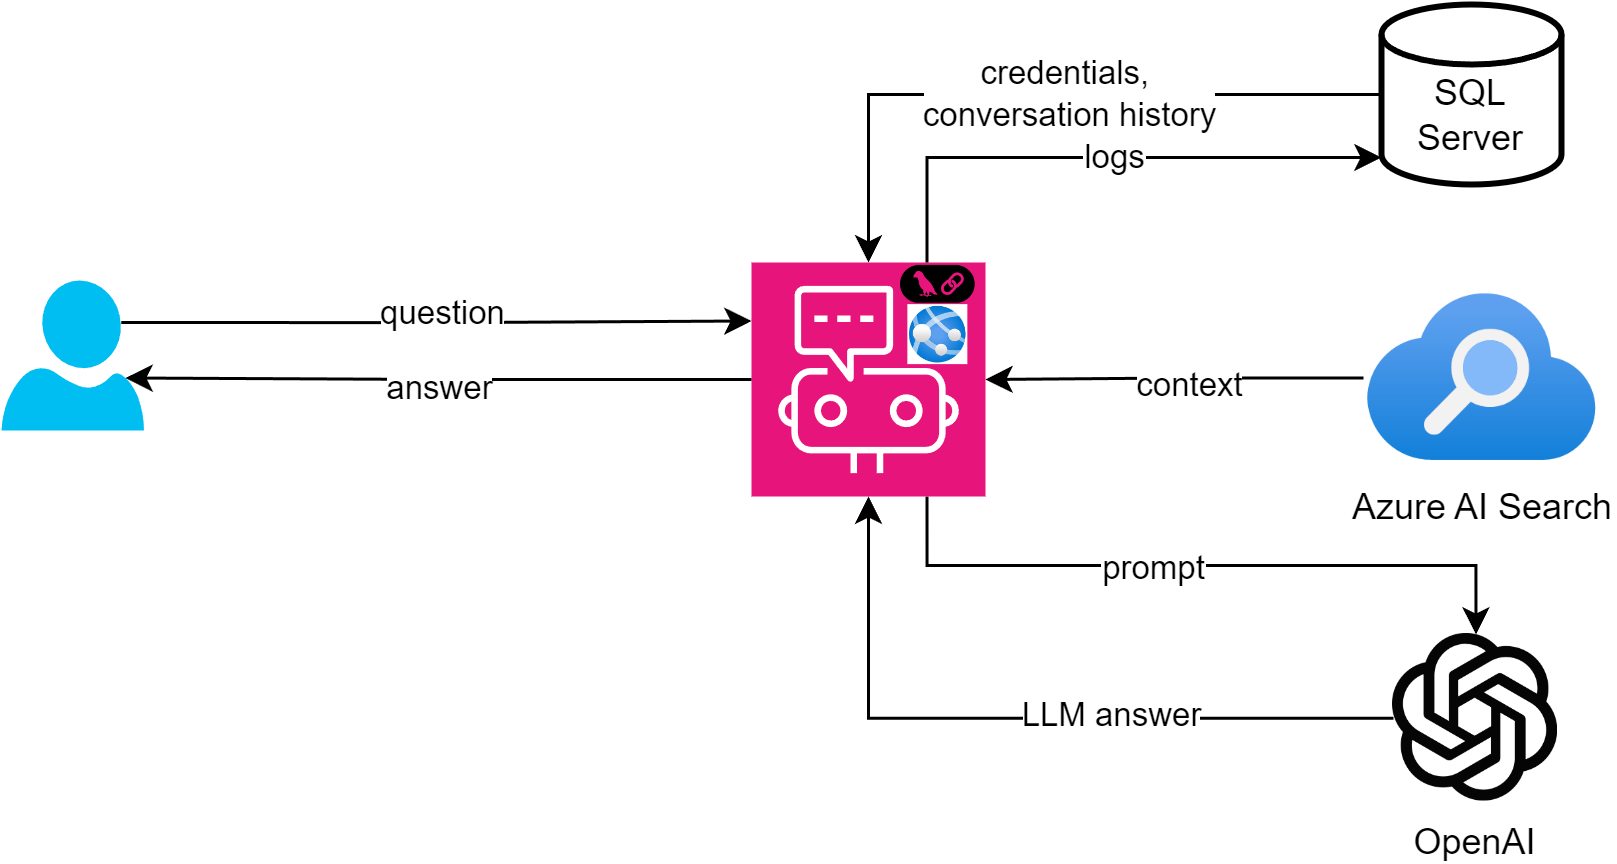 credentials,
conversation history
logs
SQL
Server
question
answer
context
Azure AI Search
prompt
LLM answer
OpenAI